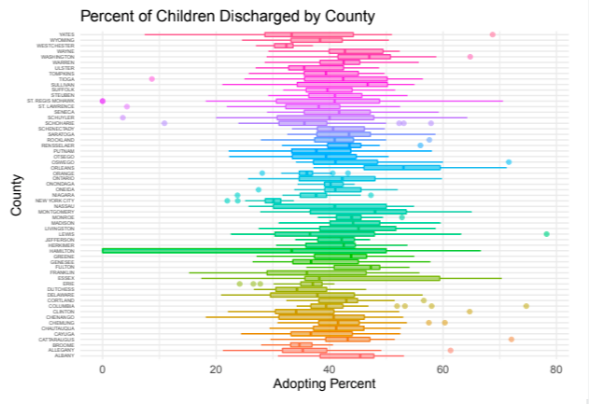 Percent of Children Discharged by County
County
YATES
WYOMING
WESTCHESTER
WAYNE
WASHINGTON
WARREN
ULSTER
TOMPKINS
TIOGA
SULLIVAN
SUFFOLK
STEUBEN
ST. REGIS MOHAWK
ST. LAWRENCE
SENECA
SCHUYLER
SCHOHARIE
SCHENECTADY
SARATOGA
ROCKLAND
RENSSELAER
PUTNAM
OTSEGO
OSWEGO
ORLEANS
ORANGE
ONTARIO
ONONDAGA
ONEIDA
NIAGARA
NEW YORK CITY
NASSAU
MONTGOMERY
MONROE
MADISON
LIVINGSTON
LEWIS
JEFFERSON
HERKIMER
HAMILTON
GREENE
GENESEE
FULTON
FRANKLIN
ESSEX
ERIE
DUTCHESS
DELAWARE
CORTLAND
COLUMBIA
CLINTON
CHENANGO
CHEMUNG
CHAUTAUQUA
CAYUGA
CATTARAUGUS
BROOME
ALLEGANY
ALBANY
0 20 40 60 80
Adopting Percent